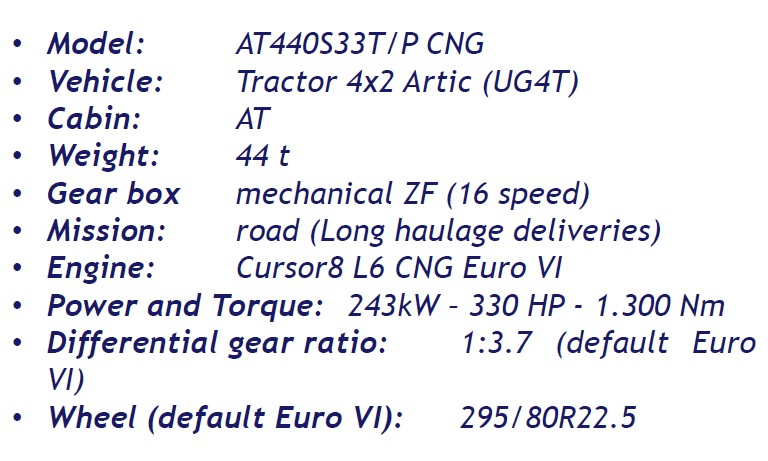 • Model: AT440S33T/P CNG
• Vehicle: Tractor 4x2 Artic (UG4T)
• Cabin: AT
• Weight: 44 t
• Gear box mechanical ZF (16 speed)
• Mission: road (Long haulage deliveries)
• Engine: Cursor8 L6 CNG Euro VI
• Power and Torque: 243kW – 330 HP - 1.300 Nm
• Differential gear ratio: 1:3.7 (default Euro
VI)
• Wheel (default Euro VI): 295/80R22.5